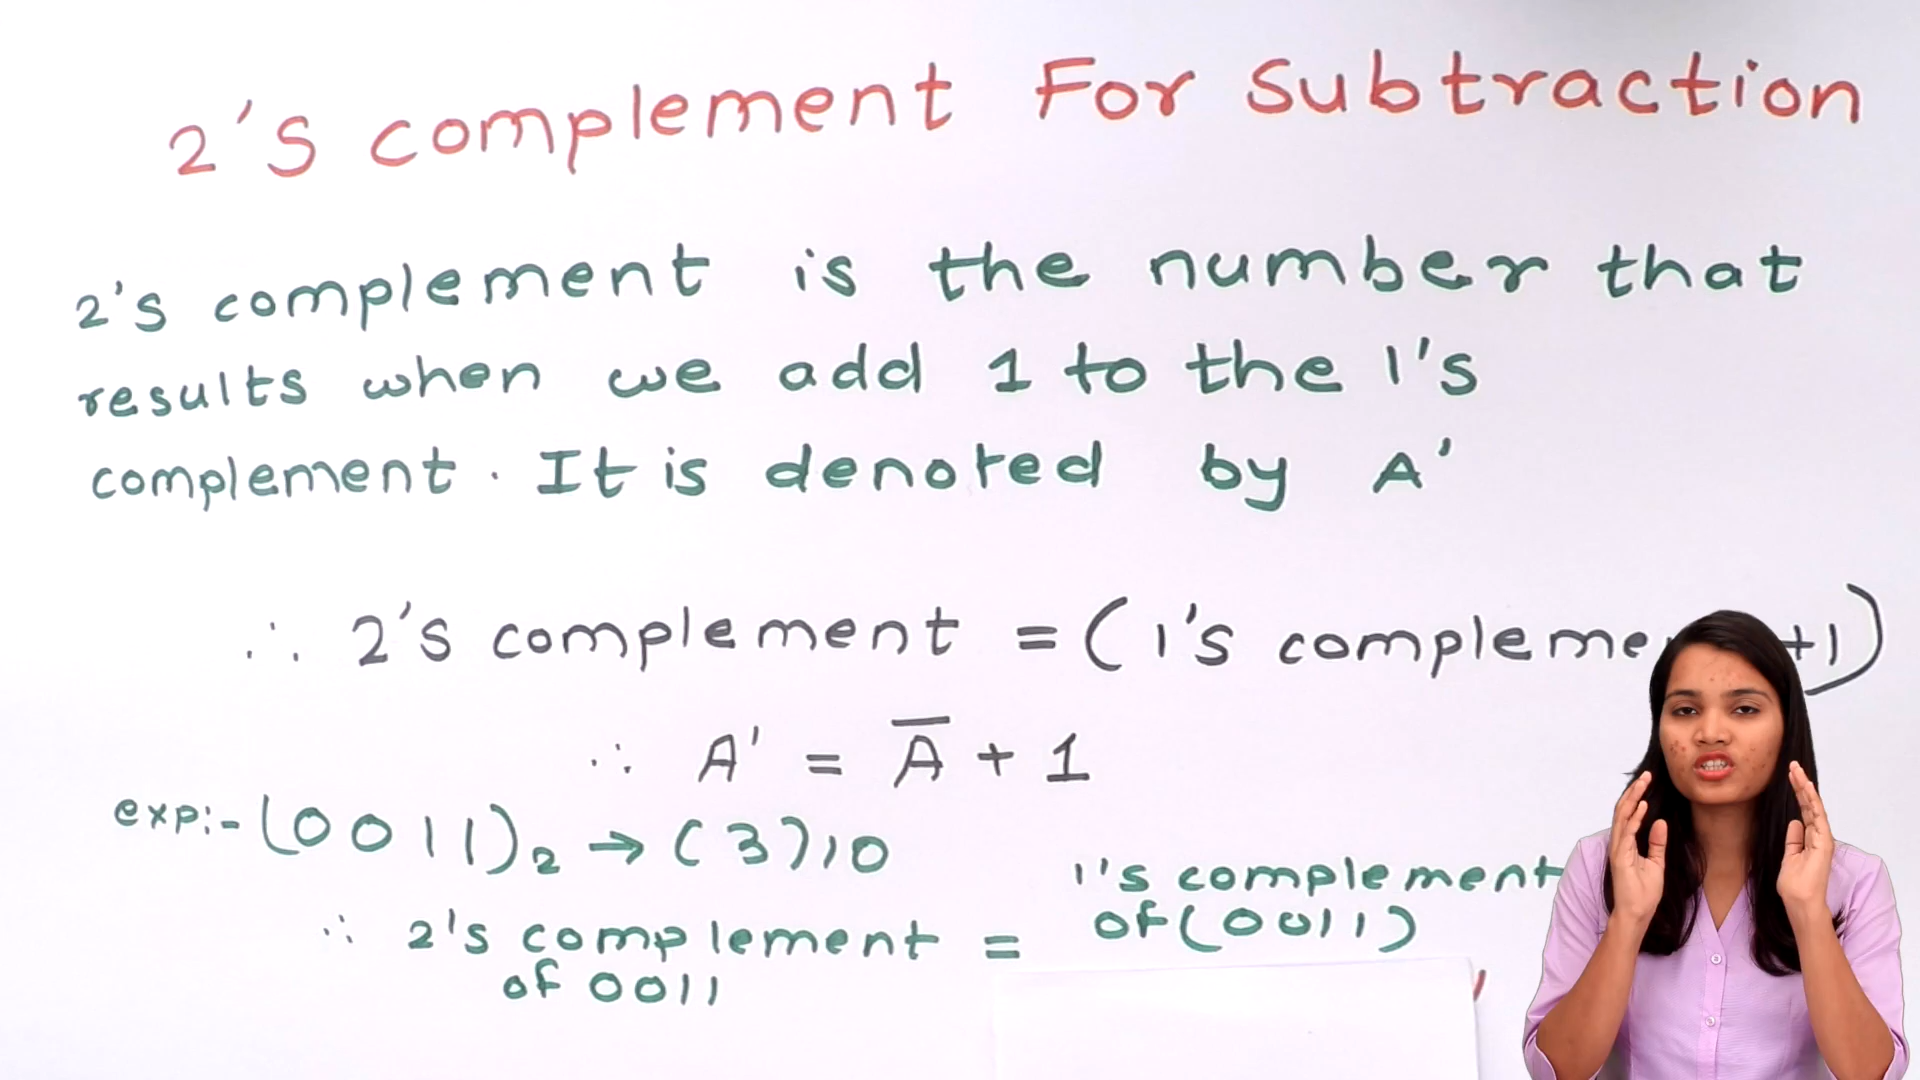 2's complement For Subtraction
2's complement is the number that
results when we add 1 to the 1's
complement. It is denoted by A'
∴ 2's complement = (1's compleme +1)
∴ A' = A̅ + 1
exp:- (0011)₂ → (3)10
1's complement
of (0011)
∴ 2's complement =
of 0011